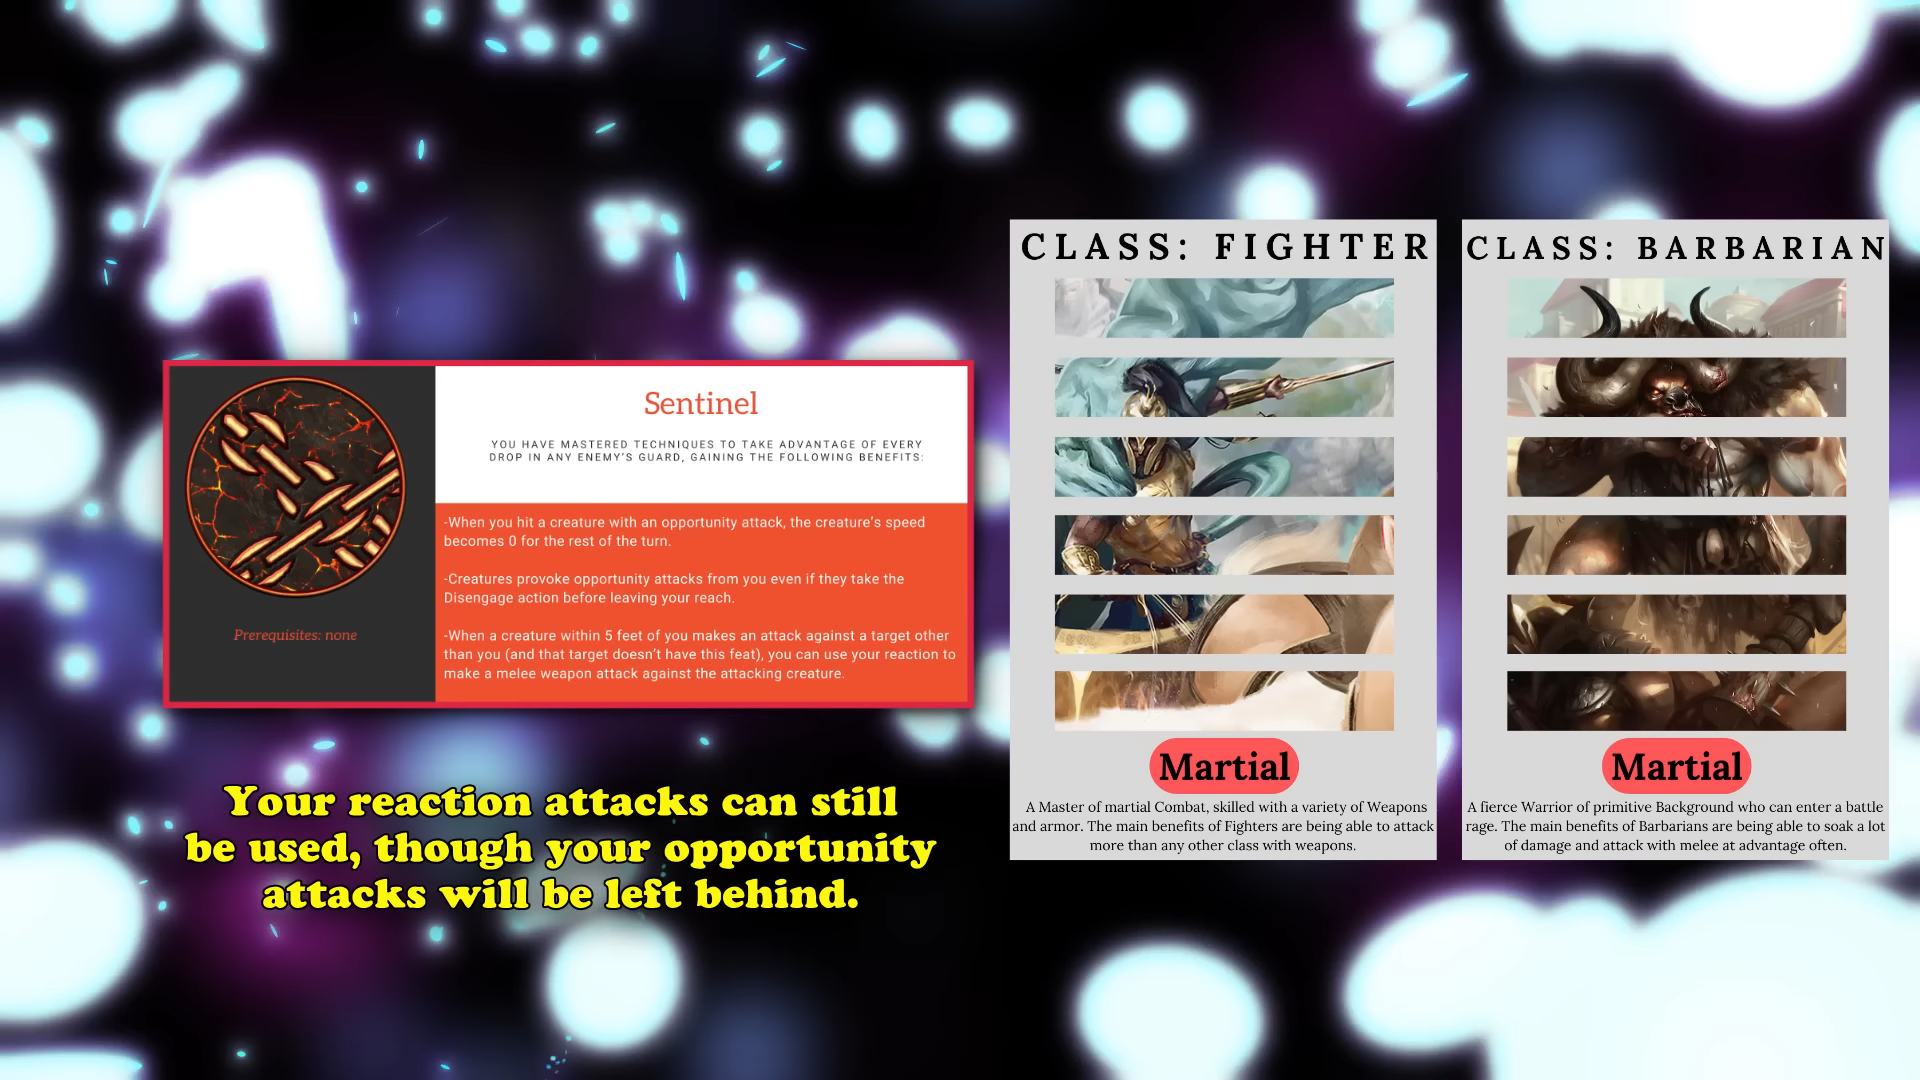 Sentinel
YOU HAVE MASTERED TECHNIQUES TO TAKE ADVANTAGE OF EVERY
DROP IN ANY ENEMY'S GUARD, GAINING THE FOLLOWING BENEFITS:
-When you hit a creature with an opportunity attack, the creature's speed
becomes 0 for the rest of the turn.
-Creatures provoke opportunity attacks from you even if they take the
Disengage action before leaving your reach.
-When a creature within 5 feet of you makes an attack against a target other
than you (and that target doesn't have this feat), you can use your reaction to
make a melee weapon attack against the attacking creature.
Prerequisites: none
Your reaction attacks can still
be used, though your opportunity
attacks will be left behind.
CLASS: FIGHTER
Martial
A Master of martial Combat, skilled with a variety of Weapons
and armor. The main benefits of Fighters are being able to attack
more than any other class with weapons.
CLASS: BARBARIAN
Martial
A fierce Warrior of primitive Background who can enter a battle
rage. The main benefits of Barbarians are being able to soak a lot
of damage and attack with melee at advantage often.